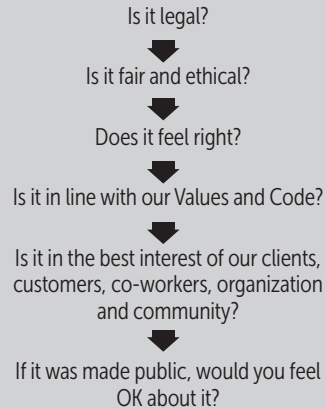 Is it legal?
Is it fair and ethical?
Does it feel right?
Is it in line with our Values and Code?
Is it in the best interest of our clients,
customers, co-workers, organization
and community?
If it was made public, would you feel
OK about it?